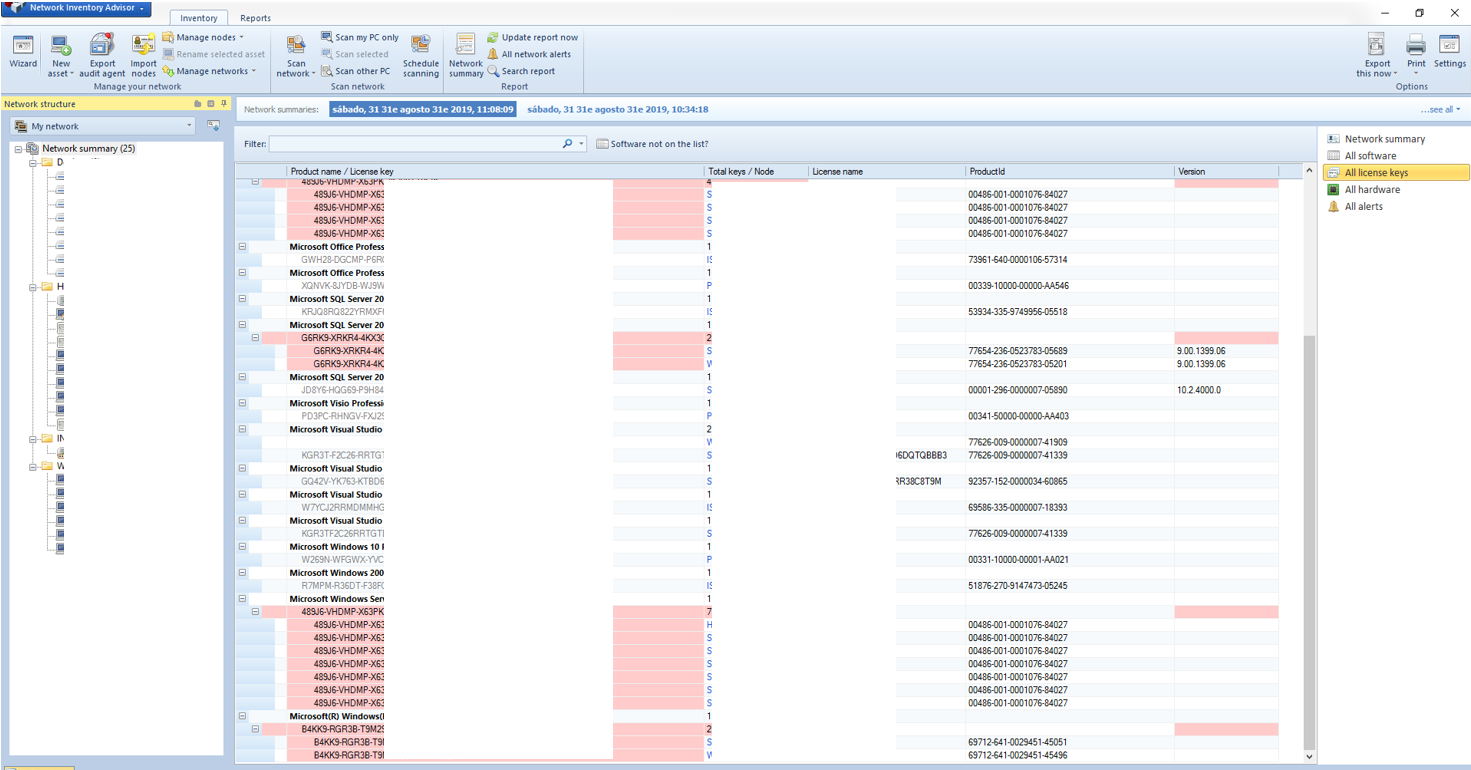 Network Inventory Advisor
Inventory Reports
Wizard
New asset
Export audit agent
Import nodes
Manage nodes
Rename selected asset
Manage networks
Manage your network
Scan network
Scan my PC only
Scan selected
Scan other PC
Schedule scanning
Scan network
Network summary
Update report now
All network alerts
Search report
Report
Export this now
Print
Settings
Options
Network structure
My network
Network summary (25)
D
H
IN
W
Network summaries: sábado, 31 31e agosto 31e 2019, 11:08:09 sábado, 31 31e agosto 31e 2019, 10:34:18 ...see all
Filter: Software not on the list?
Product name / License key Total keys / Node License name ProductId Version
489J6-VHDMP-X63PK 4
489J6-VHDMP-X63 S 00486-001-0001076-84027
489J6-VHDMP-X63 S 00486-001-0001076-84027
489J6-VHDMP-X63 S 00486-001-0001076-84027
489J6-VHDMP-X63 S 00486-001-0001076-84027
Microsoft Office Profess 1
GWH28-DGCMP-P6R 73961-640-0000106-57314
Microsoft Office Profess 1
XQNVK-8JYDB-WJ9W P 00339-10000-00000-AA546
Microsoft SQL Server 20 1
KRJQ8RQ822YRMXF 53934-335-9749956-05518
Microsoft SQL Server 20 1
G6RK9-XRKR4-4KX3 2
G6RK9-XRKR4-4K S 77654-236-0523783-05689 9.00.1399.06
G6RK9-XRKR4-4K W 77654-236-0523783-05201 9.00.1399.06
Microsoft SQL Server 20 1
JD8Y6-HQG69-P9H84 S 00001-296-0000007-05890 10.2.4000.0
Microsoft Visio Professi 1
PD3PC-RHNGV-FXJ29 P 00341-50000-00000-AA403
Microsoft Visual Studio 2
W 77626-009-0000007-41909
KGR3T-F2C26-RRTG S 6DQTQBBB3 77626-009-0000007-41339
Microsoft Visual Studio 1
GQ42V-YK763-KTBD6 S RR38C8T9M 92357-152-0000034-60865
Microsoft Visual Studio 1
W7YCJ2RRMDMMHG 69586-335-0000007-18393
Microsoft Visual Studio 1
KGR3TF2C26RRTGT S 77626-009-0000007-41339
Microsoft Windows 10 1
W269N-WFGWX-YVC P 00331-10000-00001-AA021
Microsoft Windows 200 1
R7MPM-R36DT-F38F 51876-270-9147473-05245
Microsoft Windows Ser 1
489J6-VHDMP-X63PK 7
489J6-VHDMP-X63 H 00486-001-0001076-84027
489J6-VHDMP-X63 S 00486-001-0001076-84027
489J6-VHDMP-X63 S 00486-001-0001076-84027
489J6-VHDMP-X63 S 00486-001-0001076-84027
489J6-VHDMP-X63 S 00486-001-0001076-84027
489J6-VHDMP-X63 S 00486-001-0001076-84027
489J6-VHDMP-X63 S 00486-001-0001076-84027
Microsoft(R) Windows( 1
B4KK9-RGR3B-T9M29 2
B4KK9-RGR3B-T9 S 69712-641-0029451-45051
B4KK9-RGR3B-T9 W 69712-641-0029451-45496
Network summary
All software
All license keys
All hardware
All alerts